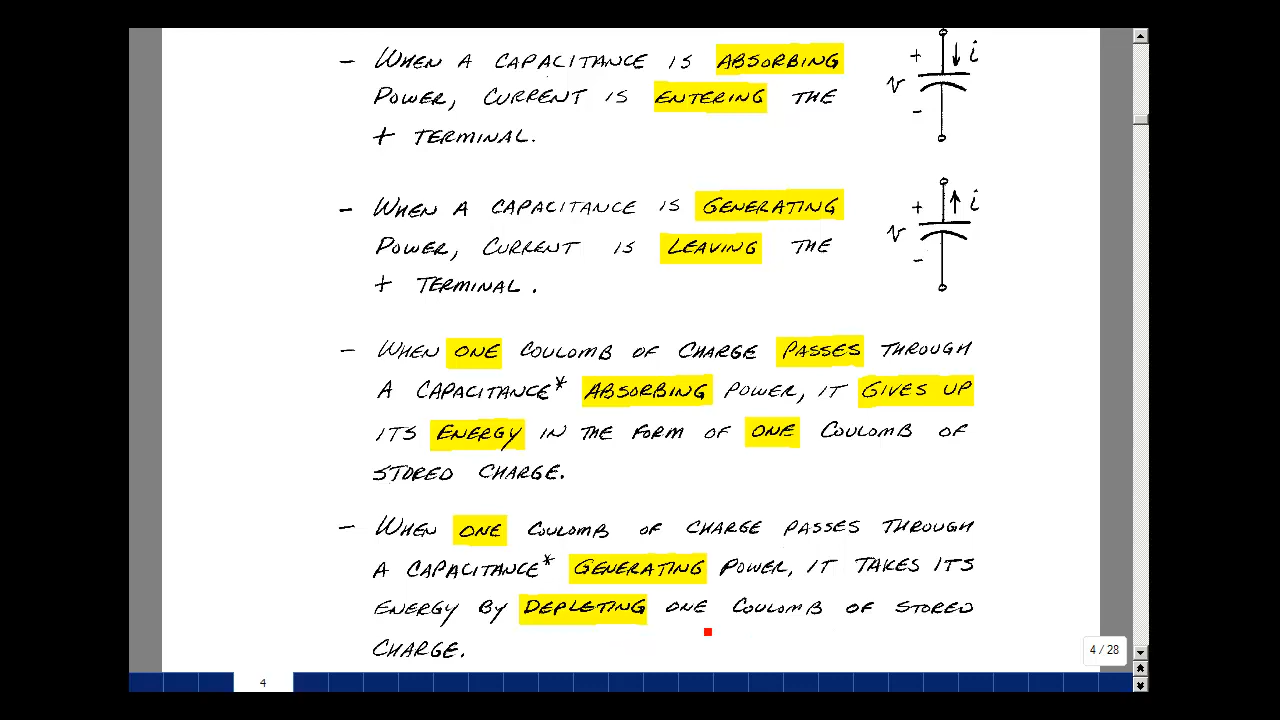 - WHEN A CAPACITANCE IS ABSORBING
POWER, CURRENT IS ENTERING THE
+ TERMINAL.
+ i
v
-
- WHEN A CAPACITANCE IS GENERATING
POWER, CURRENT IS LEAVING THE
+ TERMINAL.
+ i
v
-
- WHEN ONE COULOMB OF CHARGE PASSES THROUGH
A CAPACITANCE* ABSORBING POWER, IT GIVES UP
ITS ENERGY IN THE FORM OF ONE COULOMB OF
STORED CHARGE.
- WHEN ONE COULOMB OF CHARGE PASSES THROUGH
A CAPACITANCE* GENERATING POWER, IT TAKES ITS
ENERGY BY DEPLETING ONE COULOMB OF STORED
CHARGE.
4 / 28
4